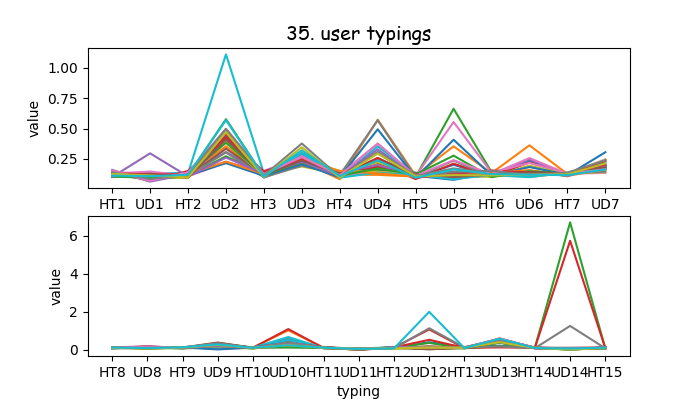 35. user typings
value
1.00
0.75
0.50
0.25
HT1 UD1 HT2 UD2 HT3 UD3 HT4 UD4 HT5 UD5 HT6 UD6 HT7 UD7
value
6
4
2
0
HT8 UD8 HT9 UD9 HT10 UD10 HT11 UD11 HT12 UD12 HT13 UD13 HT14 UD14 HT15
typing